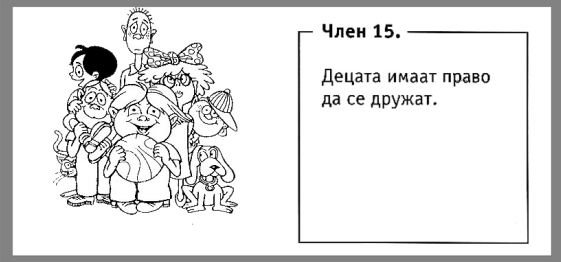 Член 15.
Децата имаат право
да се дружат.